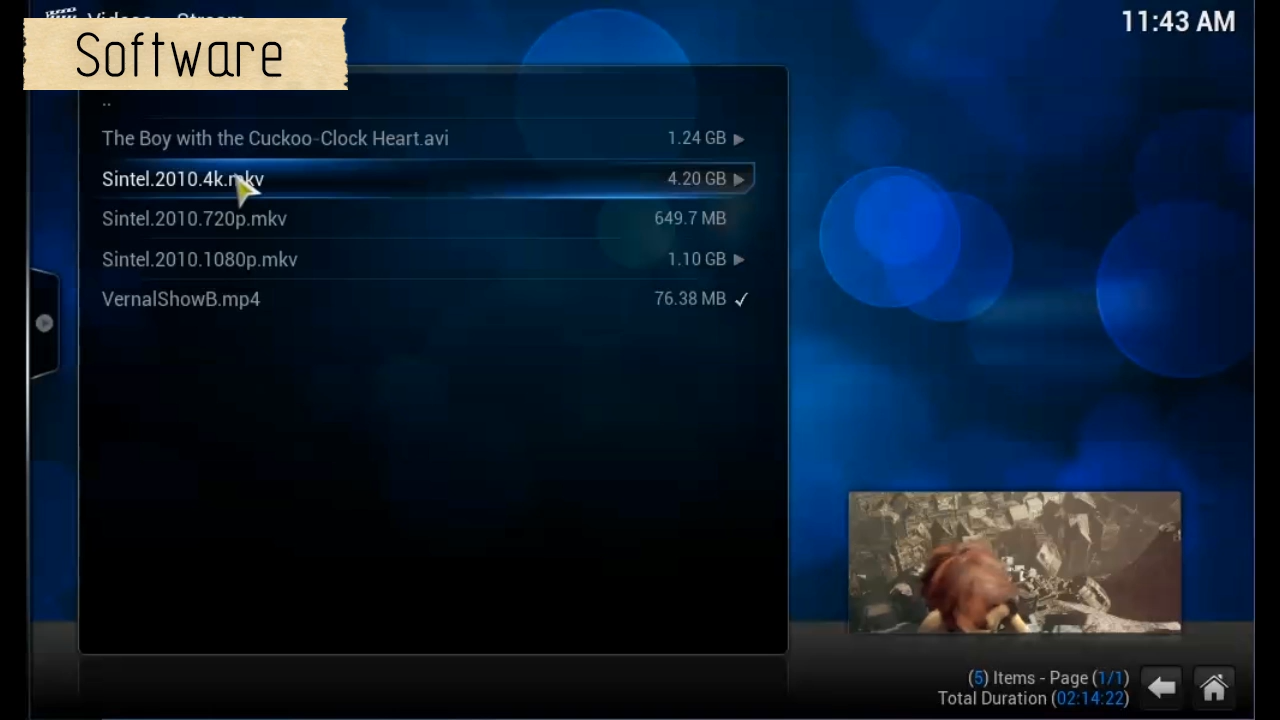 Videos - Stream
11:43 AM
Software
..
The Boy with the Cuckoo-Clock Heart.avi 1.24 GB
Sintel.2010.4k.mkv 4.20 GB
Sintel.2010.720p.mkv 649.7 MB
Sintel.2010.1080p.mkv 1.10 GB
VernalShowB.mp4 76.38 MB
(5) Items - Page (1/1)
Total Duration (02:14:22)